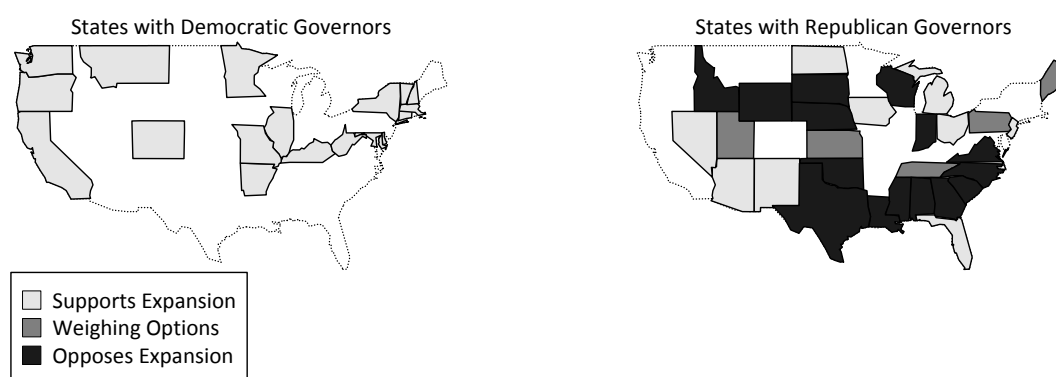 States with Democratic Governors
States with Republican Governors
Supports Expansion
Weighing Options
Opposes Expansion